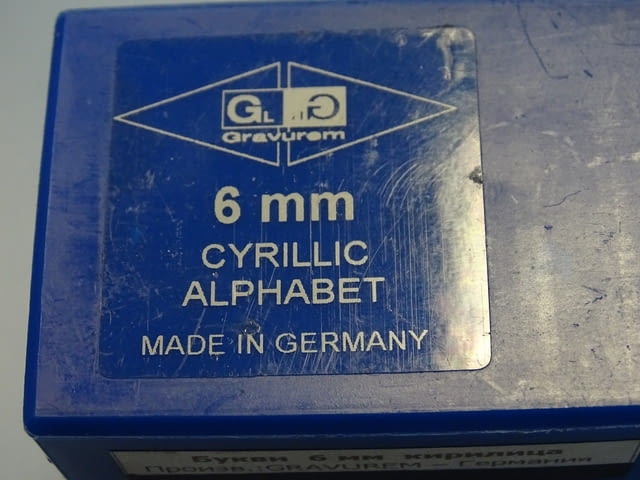 GL
Gravurem
6 mm
CYRILLIC
ALPHABET
MADE IN GERMANY
Букви 6 мм кирилица
Произв.:GRAVUREM – Германия